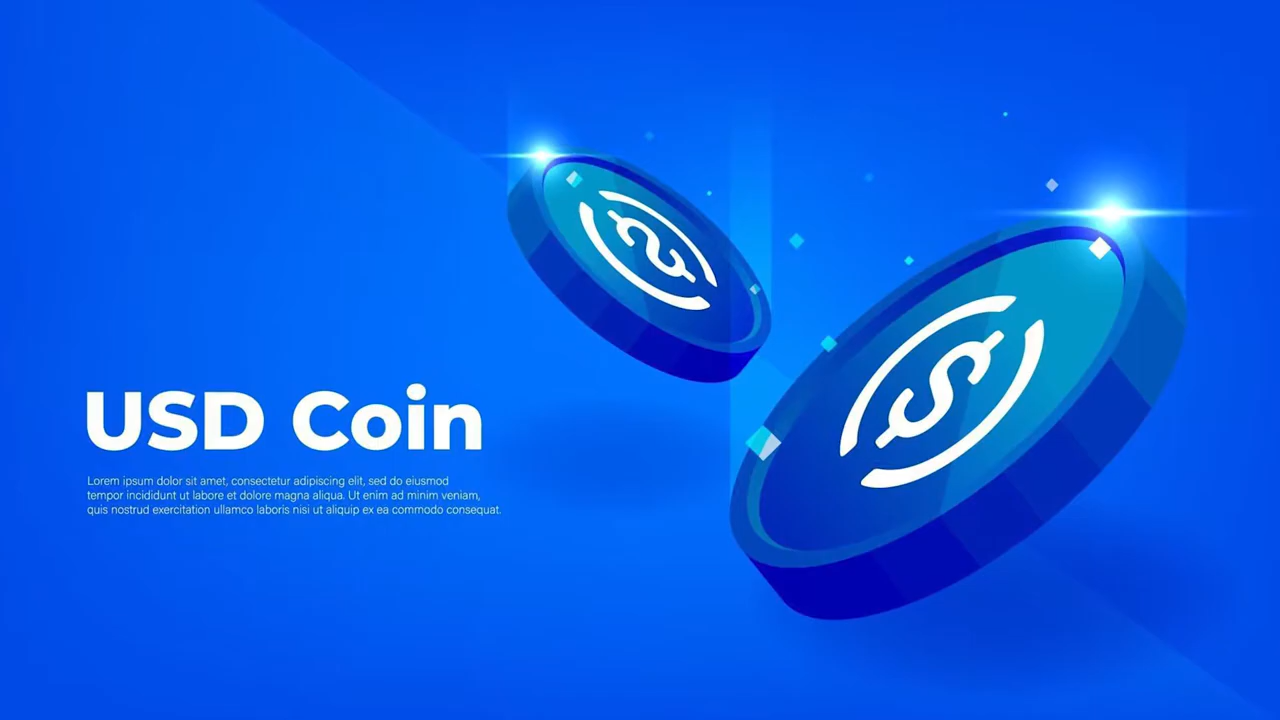 USD Coin
Lorem ipsum dolor sit amet, consectetur adipiscing elit, sed do eiusmod
tempor incididunt ut labore et dolore magna aliqua. Ut enim ad minim veniam,
quis nostrud exercitation ullamco laboris nisi ut aliquip ex ea commodo consequat.